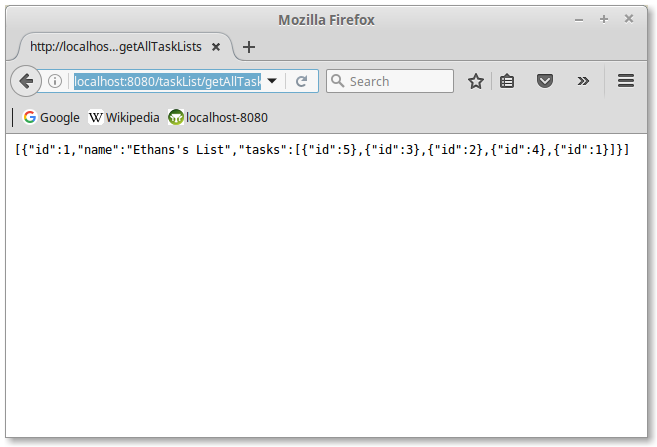 Mozilla Firefox
http://localhos...getAllTaskLists
localhost:8080/taskList/getAllTask
Search
Google Wikipedia localhost-8080
[{"id":1,"name":"Ethans's List","tasks":[{"id":5},{"id":3},{"id":2},{"id":4},{"id":1}]}]